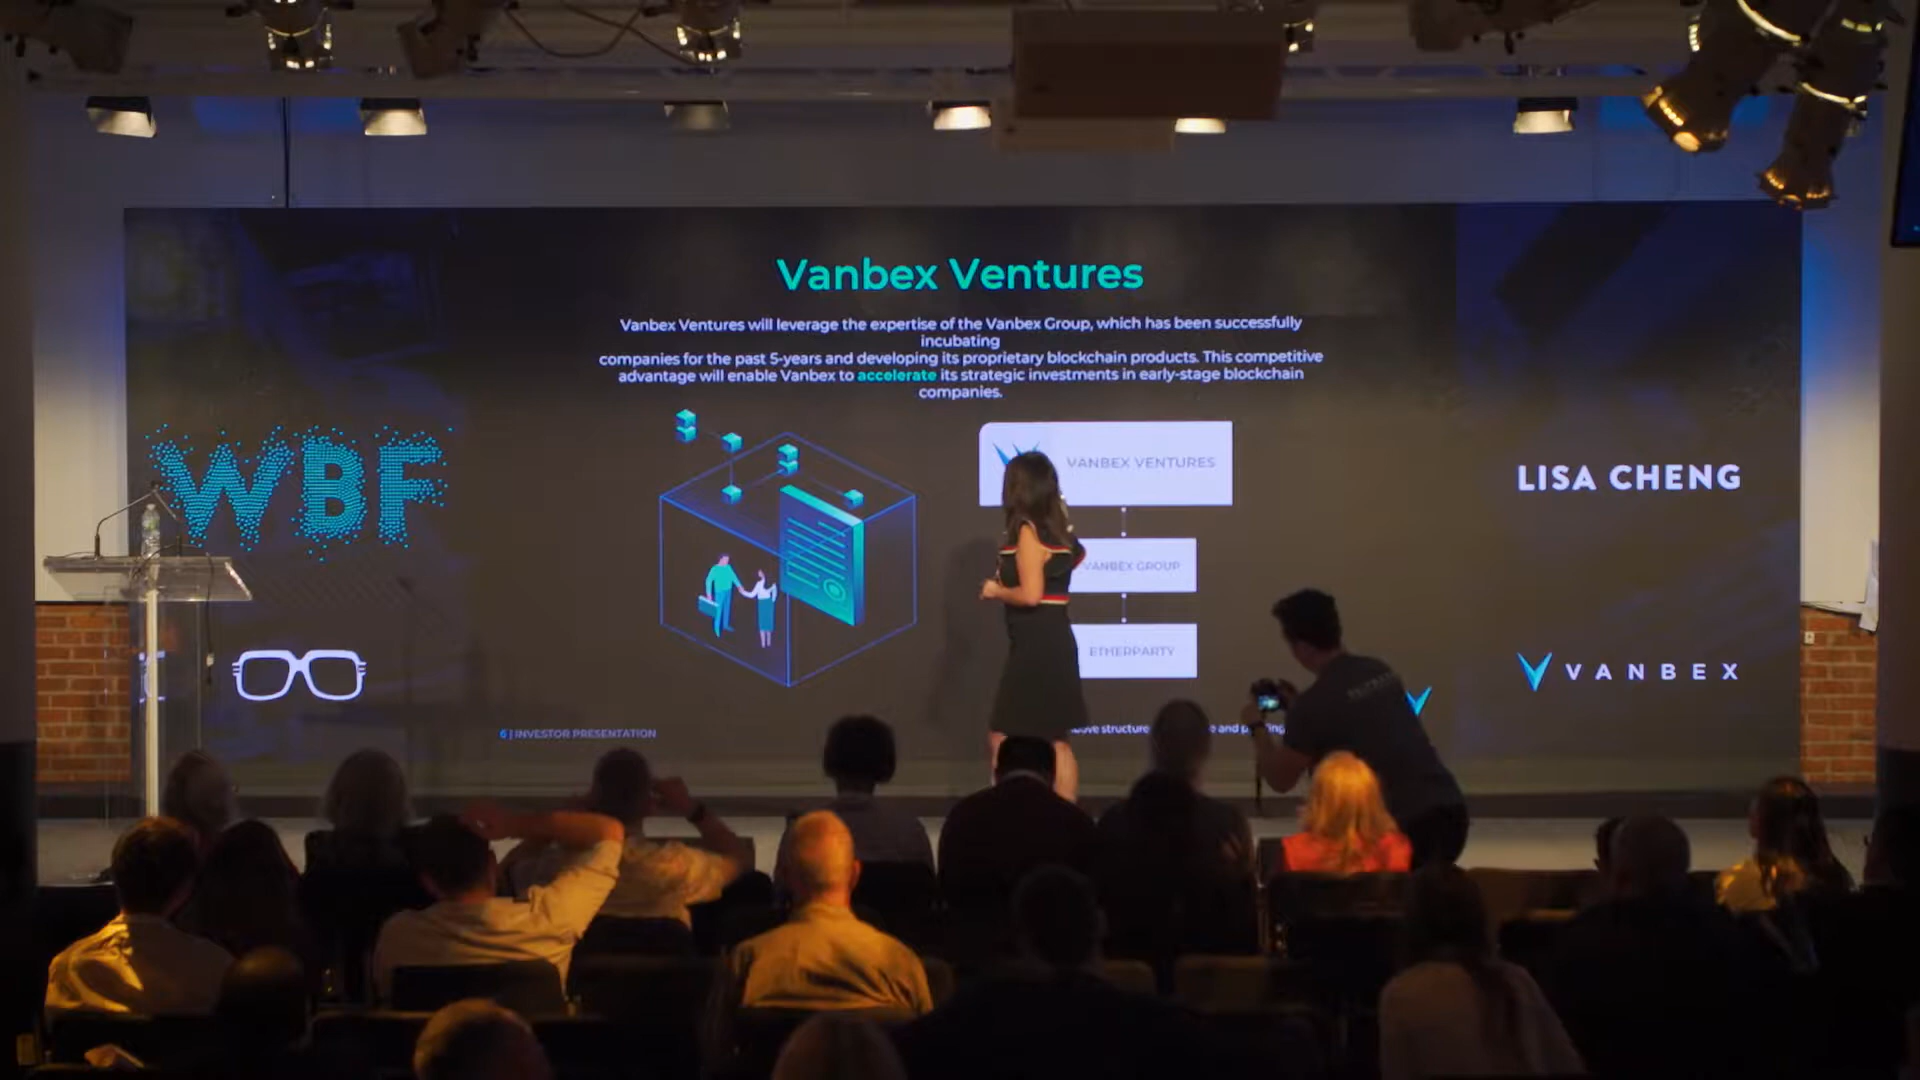 Vanbex Ventures
Vanbex Ventures will leverage the expertise of the Vanbex Group, which has been successfully
incubating
companies for the past 5-years and developing its proprietary blockchain products. This competitive
advantage will enable Vanbex to accelerate its strategic investments in early-stage blockchain
companies.
WBF
VANBEX VENTURES
VANBEX GROUP
ETHERPARTY
LISA CHENG
VANBEX
6 | INVESTOR PRESENTATION
structure
and